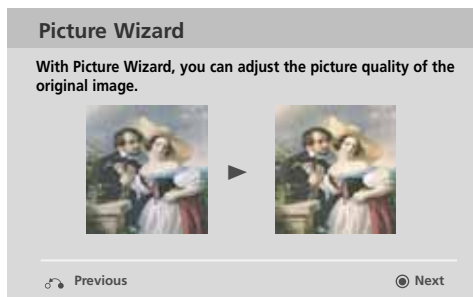 Picture Wizard
With Picture Wizard, you can adjust the picture quality of the
original image.
Previous
Next